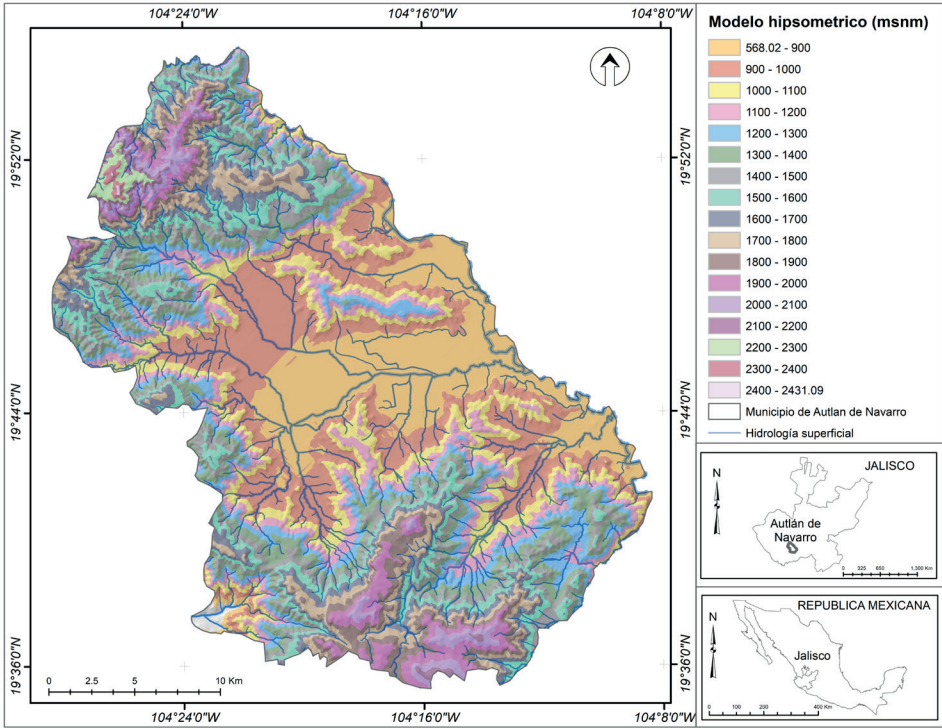 104°24'0"W
104°16'0"W
104°8'0"W
19°52'0"N
19°52'0"N
19°44'0"N
19°44'0"N
19°36'0"N
19°36'0"N
0 2.5 5 10 Km
104°24'0"W
104°16'0"W
104°8'0"W
Modelo hipsometrico (msnm)
568.02 - 900
900 - 1000
1000 - 1100
1100 - 1200
1200 - 1300
1300 - 1400
1400 - 1500
1500 - 1600
1600 - 1700
1700 - 1800
1800 - 1900
1900 - 2000
2000 - 2100
2100 - 2200
2200 - 2300
2300 - 2400
2400 - 2431.09
Municipio de Autlan de Navarro
Hidrología superficial
N
JALISCO
Autlán de
Navarro
0 325 650 1,300 Km
N
REPUBLICA MEXICANA
Jalisco
0 100 200 400 Km